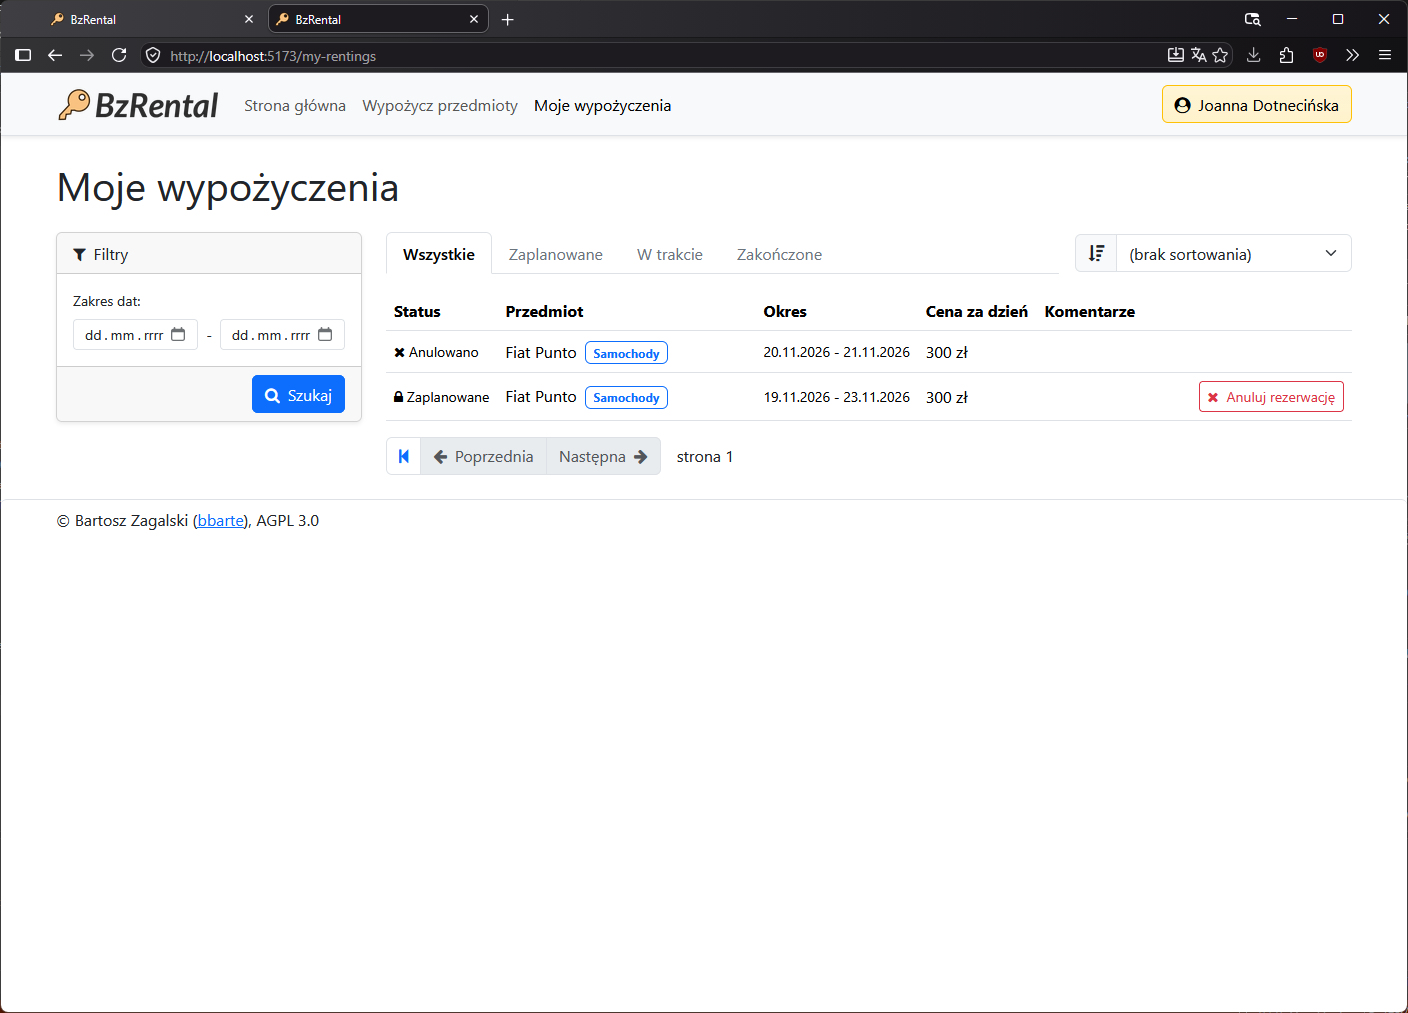 BzRental
BzRental
http://localhost:5173/my-rentings
BzRental Strona główna Wypożycz przedmioty Moje wypożyczenia Joanna Dotnecińska
Moje wypożyczenia
Filtry
Zakres dat:
dd.mm.rrrr - dd.mm.rrrr
Szukaj
Wszystkie Zaplanowane W trakcie Zakończone (brak sortowania)
Status Przedmiot Okres Cena za dzień Komentarze
Anulowano Fiat Punto Samochody 20.11.2026 - 21.11.2026 300 zł
Zaplanowane Fiat Punto Samochody 19.11.2026 - 23.11.2026 300 zł Anuluj rezerwację
Poprzednia Następna strona 1
© Bartosz Zagalski (bbarte), AGPL 3.0